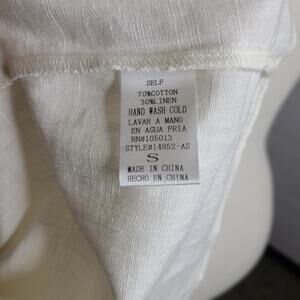 SELF
70%COTTON
30%LINEN
HAND WASH COLD
LAVAR A MANO
EN AGUA FRIA
RN#105013
STYLE#14852-AS
S
MADE IN CHINA
HECHO EN CHINA